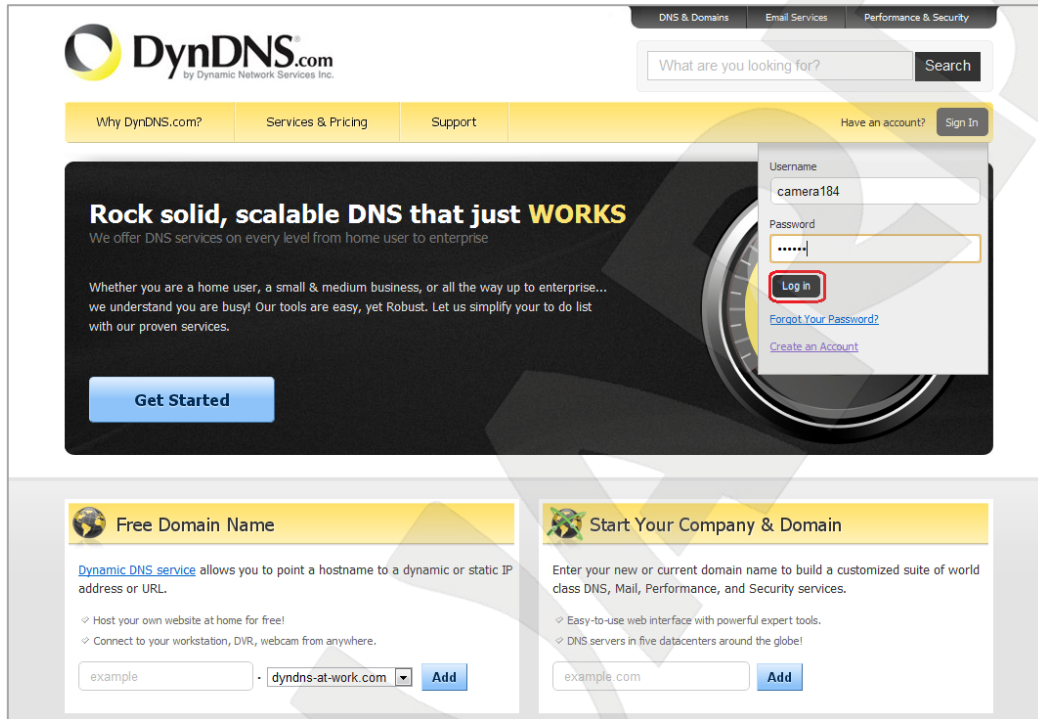 DNS & Domains Email Services Performance & Security
DynDNS.com
by Dynamic Network Services Inc.
What are you looking for? Search
Why DynDNS.com? Services & Pricing Support Have an account? Sign In
Username
camera184
Password
••••••
Log in
Forgot Your Password?
Create an Account
Rock solid, scalable DNS that just WORKS
We offer DNS services on every level from home user to enterprise
Whether you are a home user, a small & medium business, or all the way up to enterprise...
we understand you are busy! Our tools are easy, yet Robust. Let us simplify your to do list
with our proven services.
Get Started
Free Domain Name
Dynamic DNS service allows you to point a hostname to a dynamic or static IP
address or URL.
Host your own website at home for free!
Connect to your workstation, DVR, webcam from anywhere.
example . dyndns-at-work.com Add
Start Your Company & Domain
Enter your new or current domain name to build a customized suite of world
class DNS, Mail, Performance, and Security services.
Easy-to-use web interface with powerful expert tools.
DNS servers in five datacenters around the globe!
example.com Add